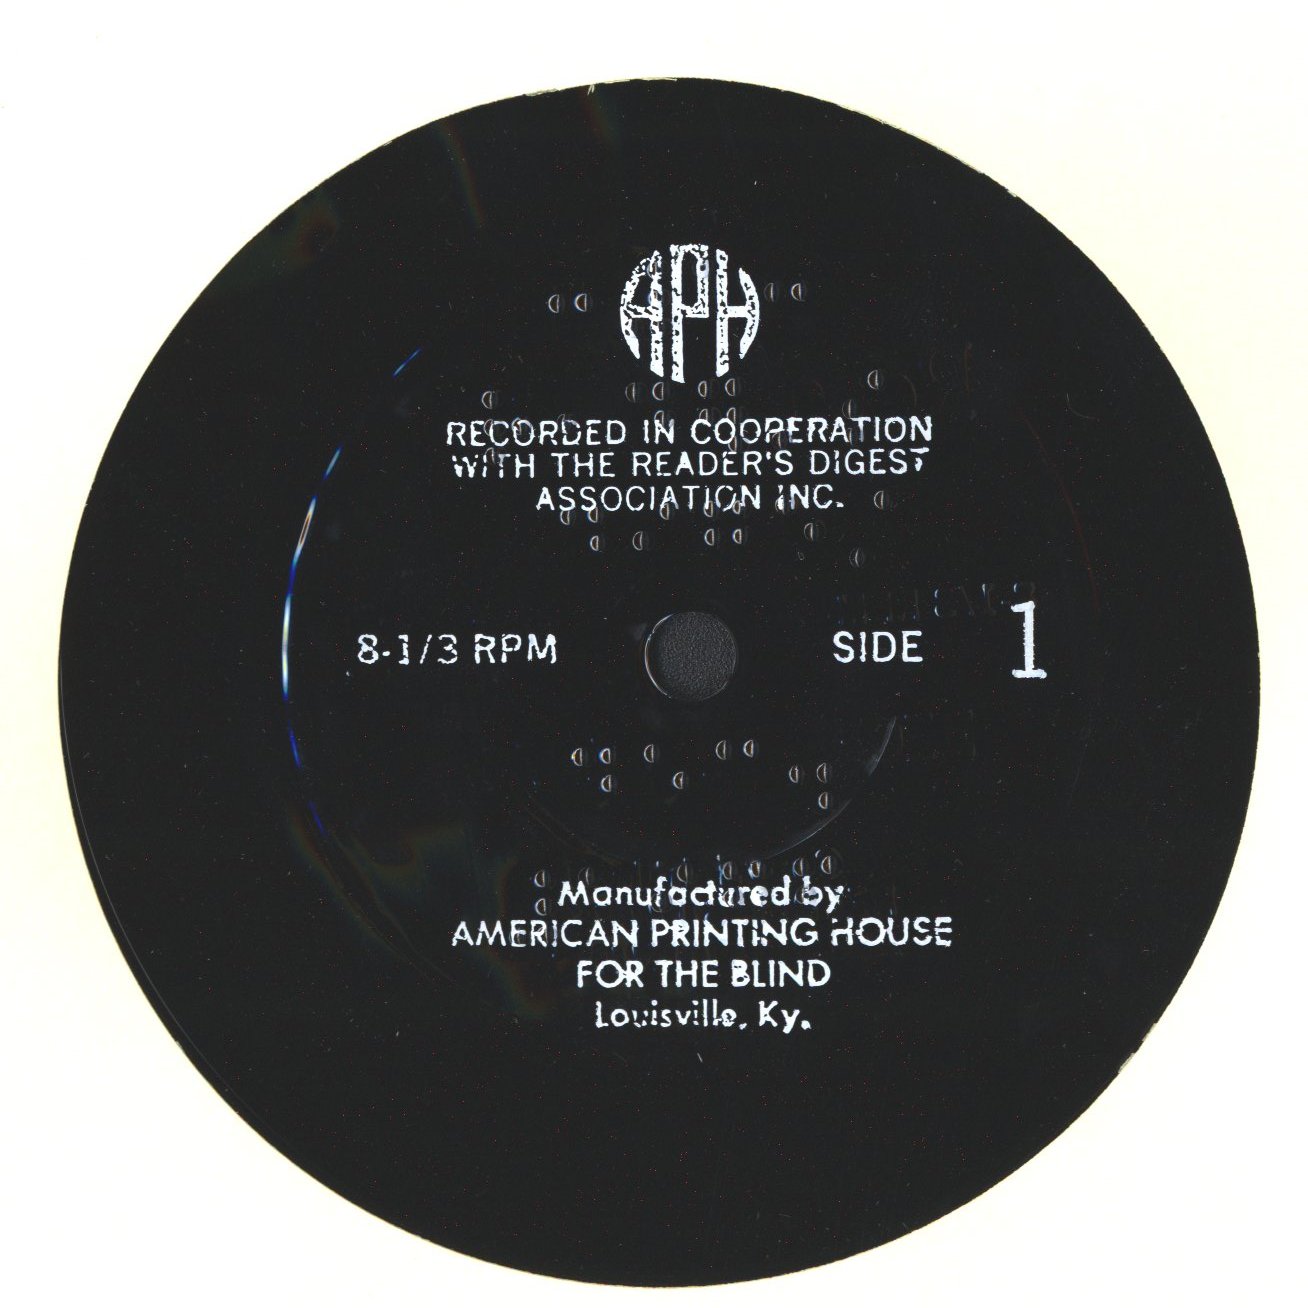 APH
RECORDED IN COOPERATION
WITH THE READER'S DIGEST
ASSOCIATION INC.
8-1/3 RPM
SIDE 1
Manufactured by
AMERICAN PRINTING HOUSE
FOR THE BLIND
Louisville, Ky.